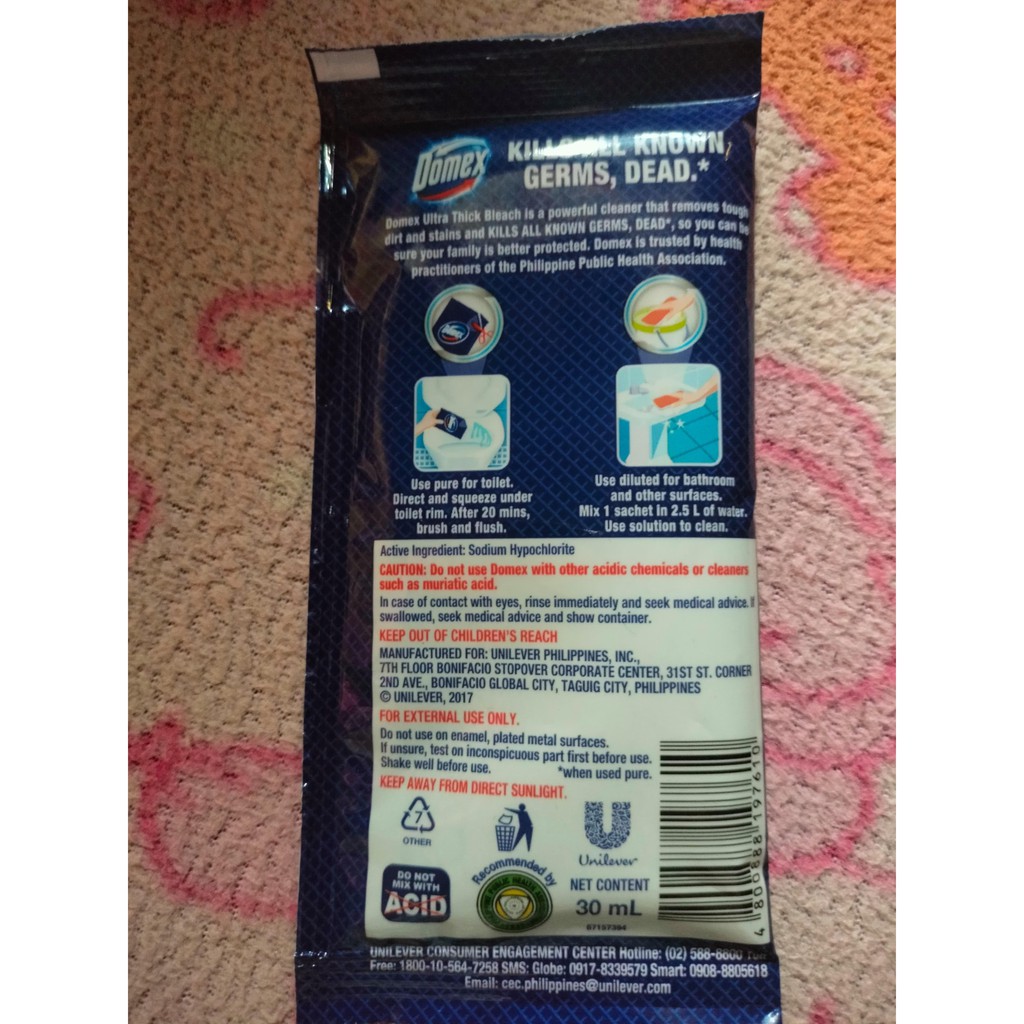 Domex
KILLS ALL KNOWN
GERMS, DEAD.*
Domex Ultra Thick Bleach is a powerful cleaner that removes tough
dirt and stains and KILLS ALL KNOWN GERMS, DEAD*, so you can be
sure your family is better protected. Domex is trusted by health
practitioners of the Philippine Public Health Association.
Use pure for toilet.
Direct and squeeze under
toilet rim. After 20 mins,
brush and flush.
Use diluted for bathroom
and other surfaces.
Mix 1 sachet in 2.5 L of water.
Use solution to clean.
Active Ingredient: Sodium Hypochlorite
CAUTION: Do not use Domex with other acidic chemicals or cleaners
such as muriatic acid.
In case of contact with eyes, rinse immediately and seek medical advice. If
swallowed, seek medical advice and show container.
KEEP OUT OF CHILDREN'S REACH
MANUFACTURED FOR: UNILEVER PHILIPPINES, INC.,
7TH FLOOR BONIFACIO STOPOVER CORPORATE CENTER, 31ST ST. CORNER
2ND AVE., BONIFACIO GLOBAL CITY, TAGUIG CITY, PHILIPPINES
© UNILEVER, 2017
FOR EXTERNAL USE ONLY.
Do not use on enamel, plated metal surfaces.
If unsure, test on inconspicuous part first before use.
Shake well before use. *when used pure.
KEEP AWAY FROM DIRECT SUNLIGHT.
7
OTHER
Unilever
DO NOT
MIX WITH
ACID
Recommended by
NET CONTENT
30 mL
67157394
4 800888 197610
UNILEVER CONSUMER ENGAGEMENT CENTER Hotline: (02) 588-8800 Toll
Free: 1800-10-564-7258 SMS: Globe: 0917-8339579 Smart: 0908-8805618
Email: cec.philippines@unilever.com